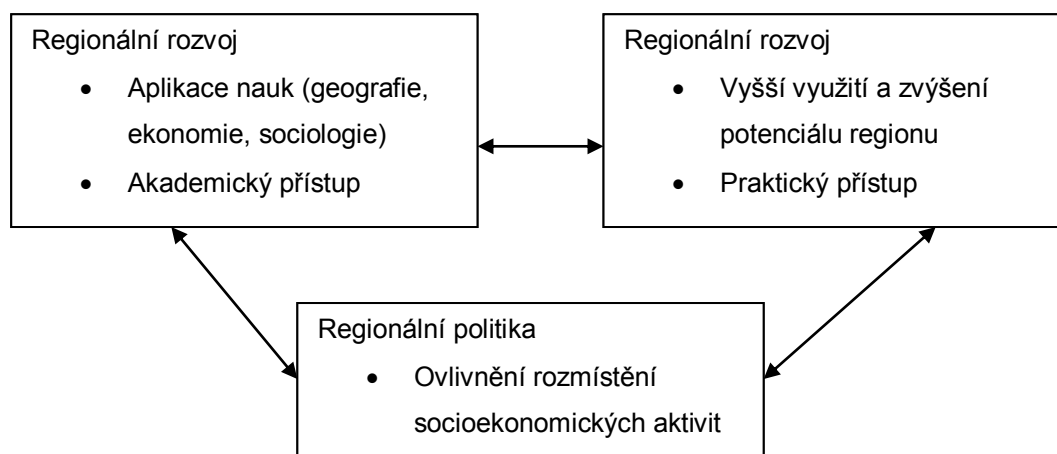 Regionální rozvoj
• Aplikace nauk (geografie,
ekonomie, sociologie)
• Akademický přístup
Regionální rozvoj
• Vyšší využití a zvýšení
potenciálu regionu
• Praktický přístup
Regionální politika
• Ovlivnění rozmístění
socioekonomických aktivit